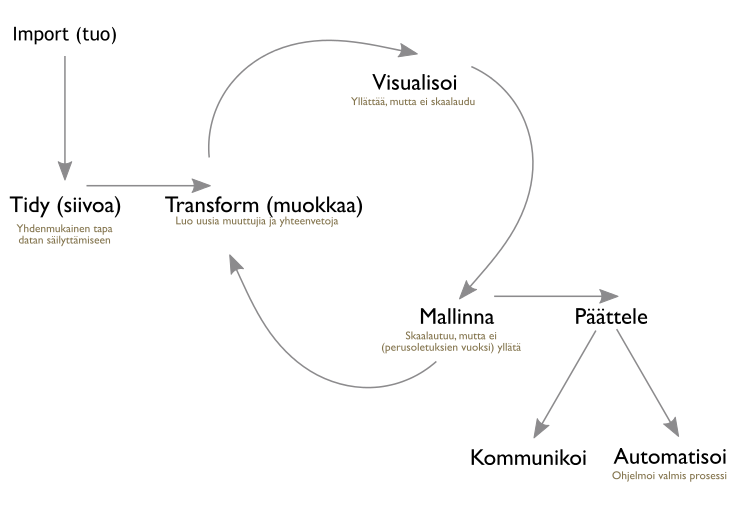 Import (tuo)
Visualisoi
Yllättää, mutta ei skaalaudu
Tidy (siivoa)
Yhdenmukainen tapa
datan säilyttämiseen
Transform (muokkaa)
Luo uusia muuttujia ja yhteenvetoja
Mallinna
Skaalautuu, mutta ei
(perusoletuksien vuoksi) yllätä
Päättele
Kommunikoi
Automatisoi
Ohjelmoi valmis prosessi